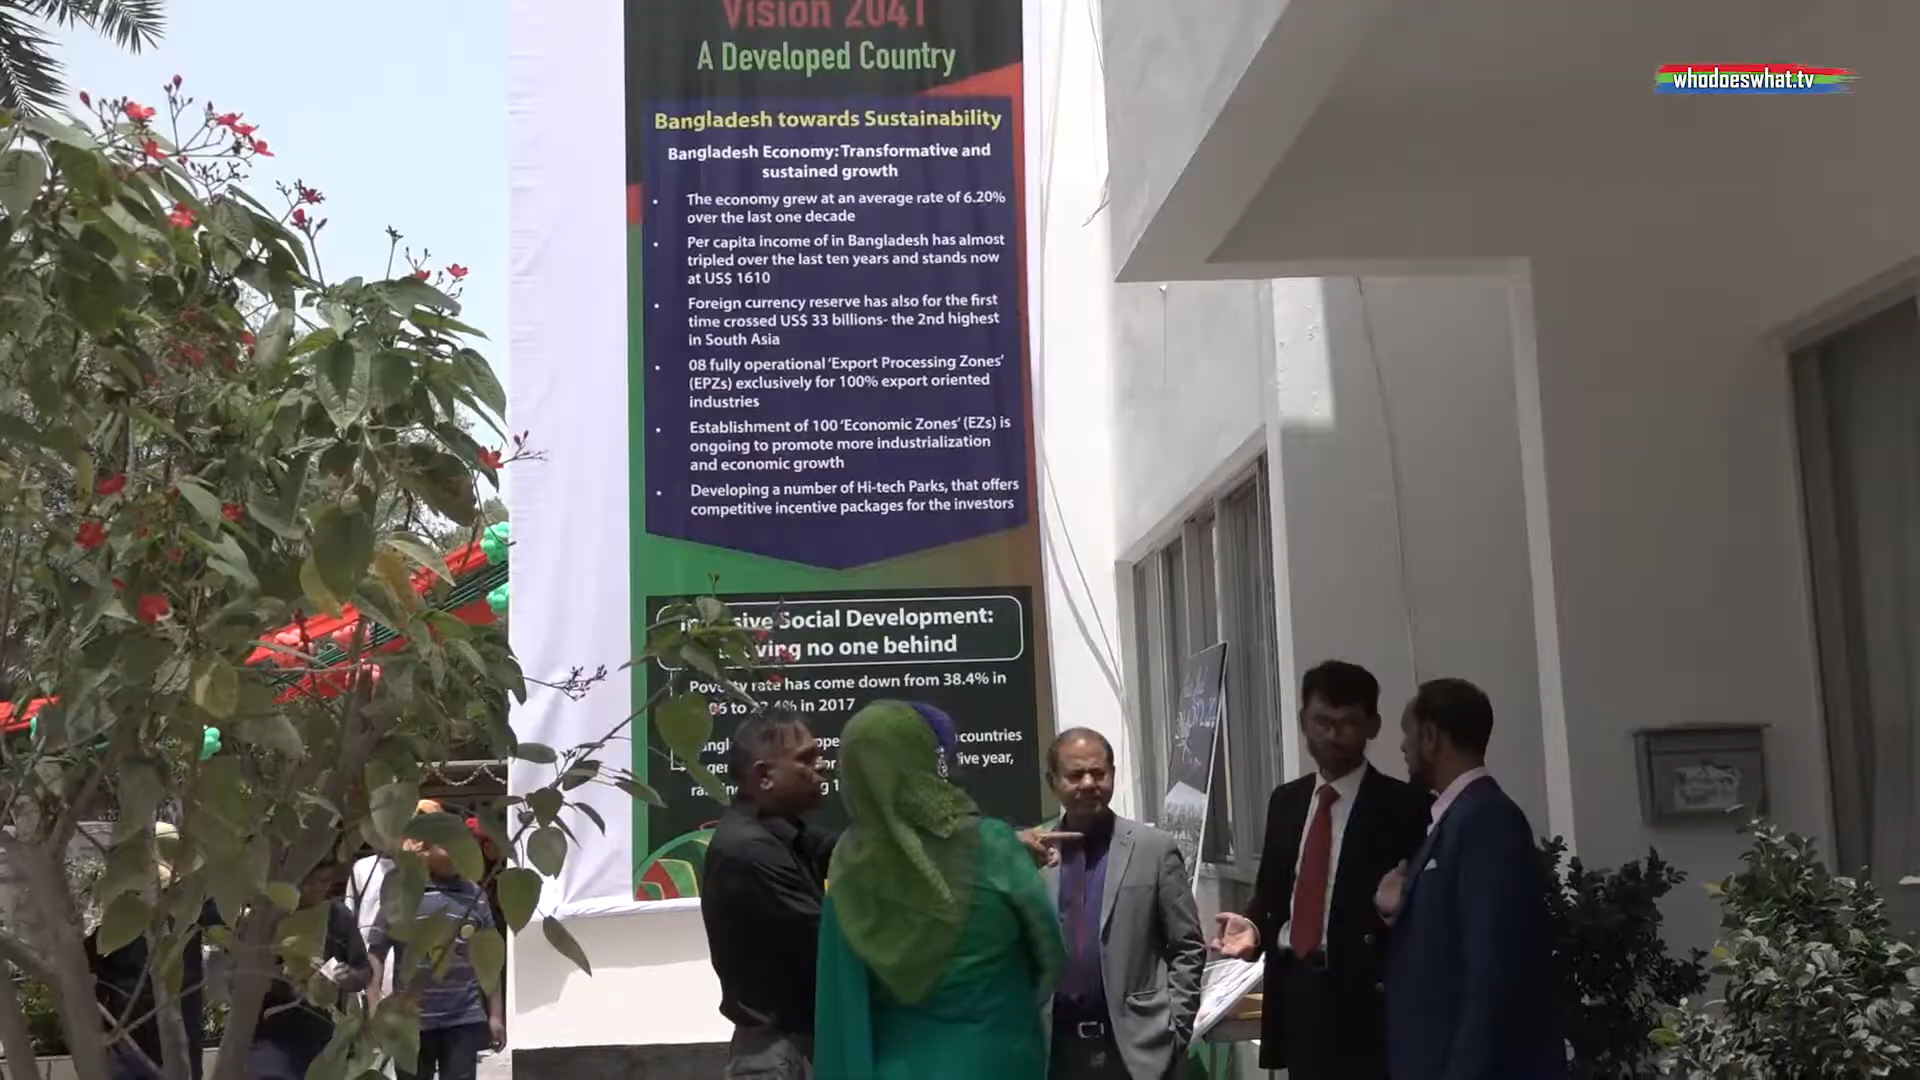 Vision 2041
A Developed Country
whodoeswhat.tv
Bangladesh towards Sustainability
Bangladesh Economy: Transformative and
sustained growth
• The economy grew at an average rate of 6.20%
over the last one decade
• Per capita income of in Bangladesh has almost
tripled over the last ten years and stands now
at US$ 1610
• Foreign currency reserve has also for the first
time crossed US$ 33 billions- the 2nd highest
in South Asia
• 08 fully operational 'Export Processing Zones'
(EPZs) exclusively for 100% export oriented
industries
• Establishment of 100 'Economic Zones' (EZs) is
ongoing to promote more industrialization
and economic growth
• Developing a number of Hi-tech Parks, that offers
competitive incentive packages for the investors
Social Development:
no one behind
Poverty rate has come down from 38.4% in
to % in 2017
countries
year,